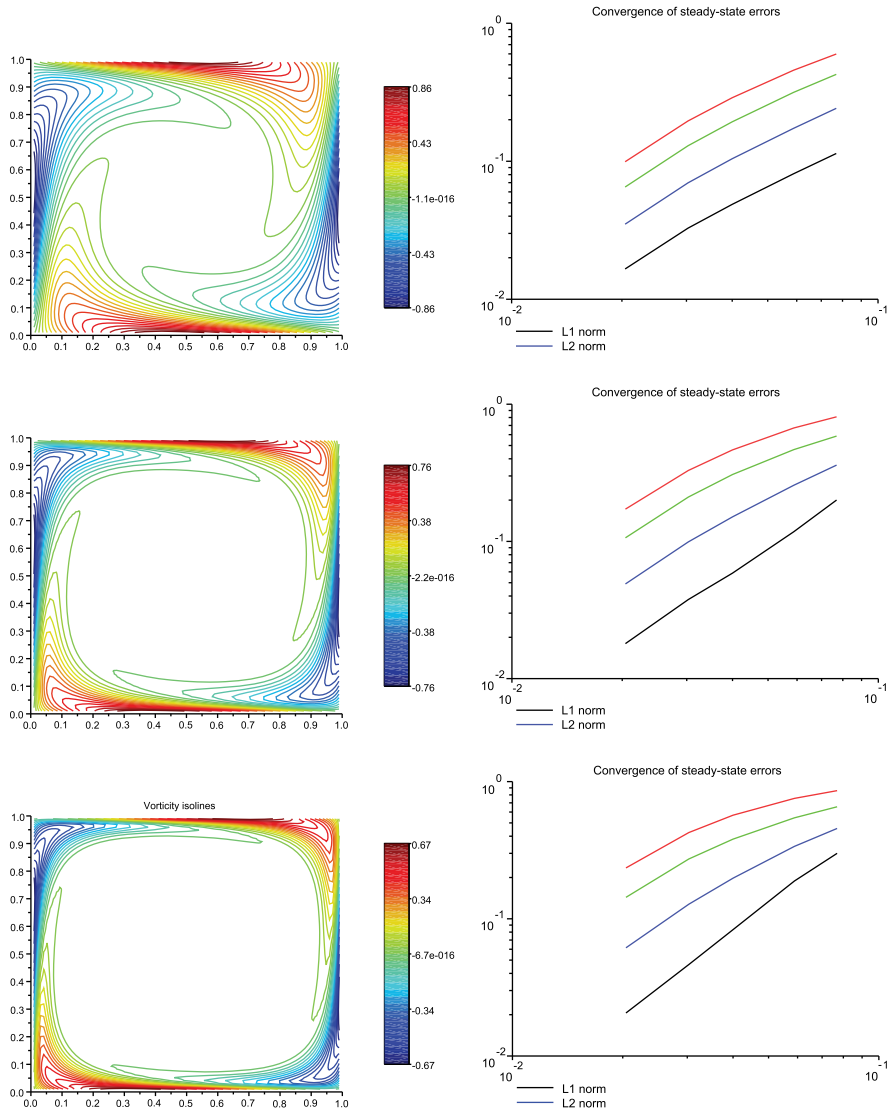 1.0
0.9
0.8
0.7
0.6
0.5
0.4
0.3
0.2
0.1
0.0
0.0 0.1 0.2 0.3 0.4 0.5 0.6 0.7 0.8 0.9 1.0
0.86
0.43
-1.1e-016
-0.43
-0.86
Convergence of steady-state errors
10 0
10 -1
10 -2
10 -2 10 -1
L1 norm
L2 norm
1.0
0.9
0.8
0.7
0.6
0.5
0.4
0.3
0.2
0.1
0.0
0.0 0.1 0.2 0.3 0.4 0.5 0.6 0.7 0.8 0.9 1.0
0.76
0.38
-2.2e-016
-0.38
-0.76
Convergence of steady-state errors
10 0
10 -1
10 -2
10 -2 10 -1
L1 norm
L2 norm
Vorticity isolines
1.0
0.9
0.8
0.7
0.6
0.5
0.4
0.3
0.2
0.1
0.0
0.0 0.1 0.2 0.3 0.4 0.5 0.6 0.7 0.8 0.9 1.0
0.67
0.34
-6.7e-016
-0.34
-0.67
Convergence of steady-state errors
10 0
10 -1
10 -2
10 -2 10 -1
L1 norm
L2 norm